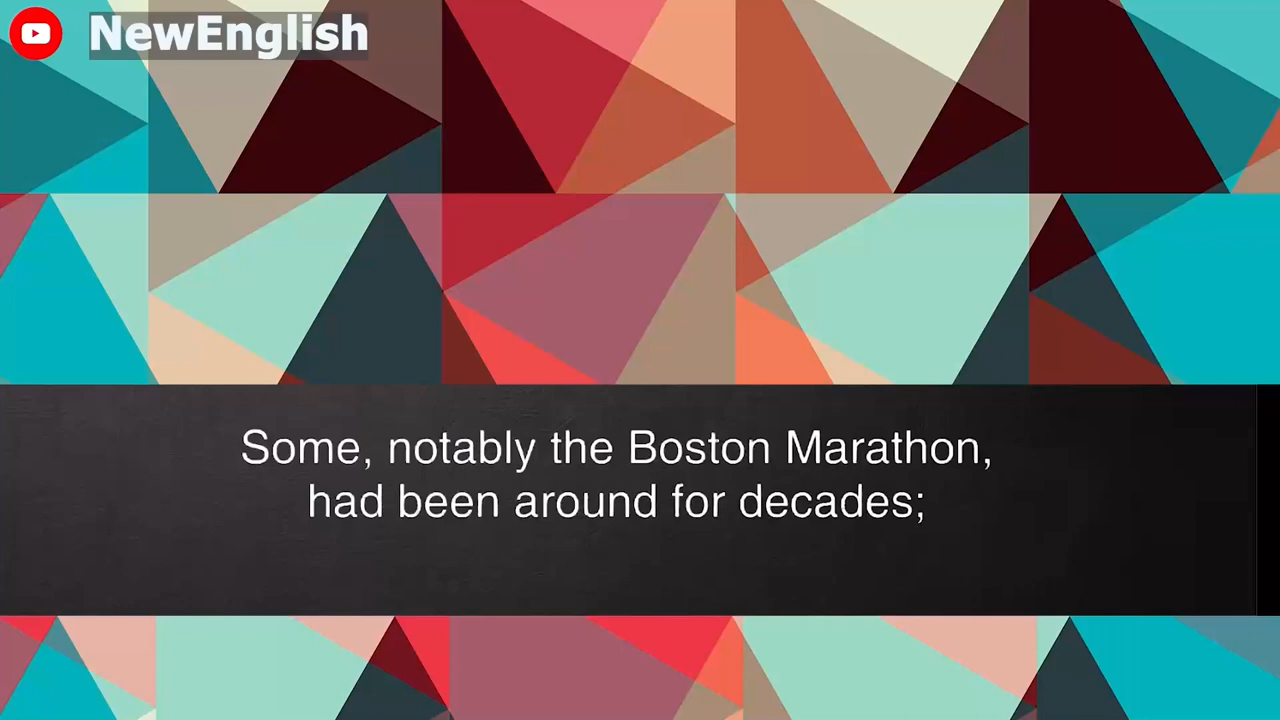 NewEnglish
Some, notably the Boston Marathon,
had been around for decades;